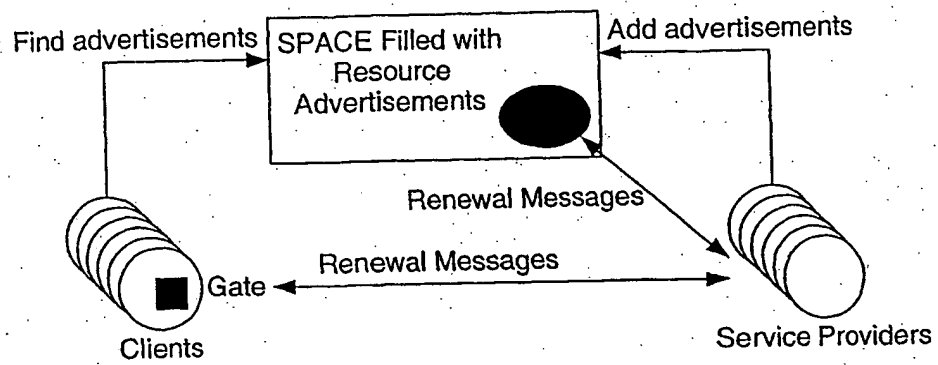 Find advertisements
SPACE Filled with
Resource
Advertisements
Add advertisements
Renewal Messages
Renewal Messages
Gate
Clients
Service Providers